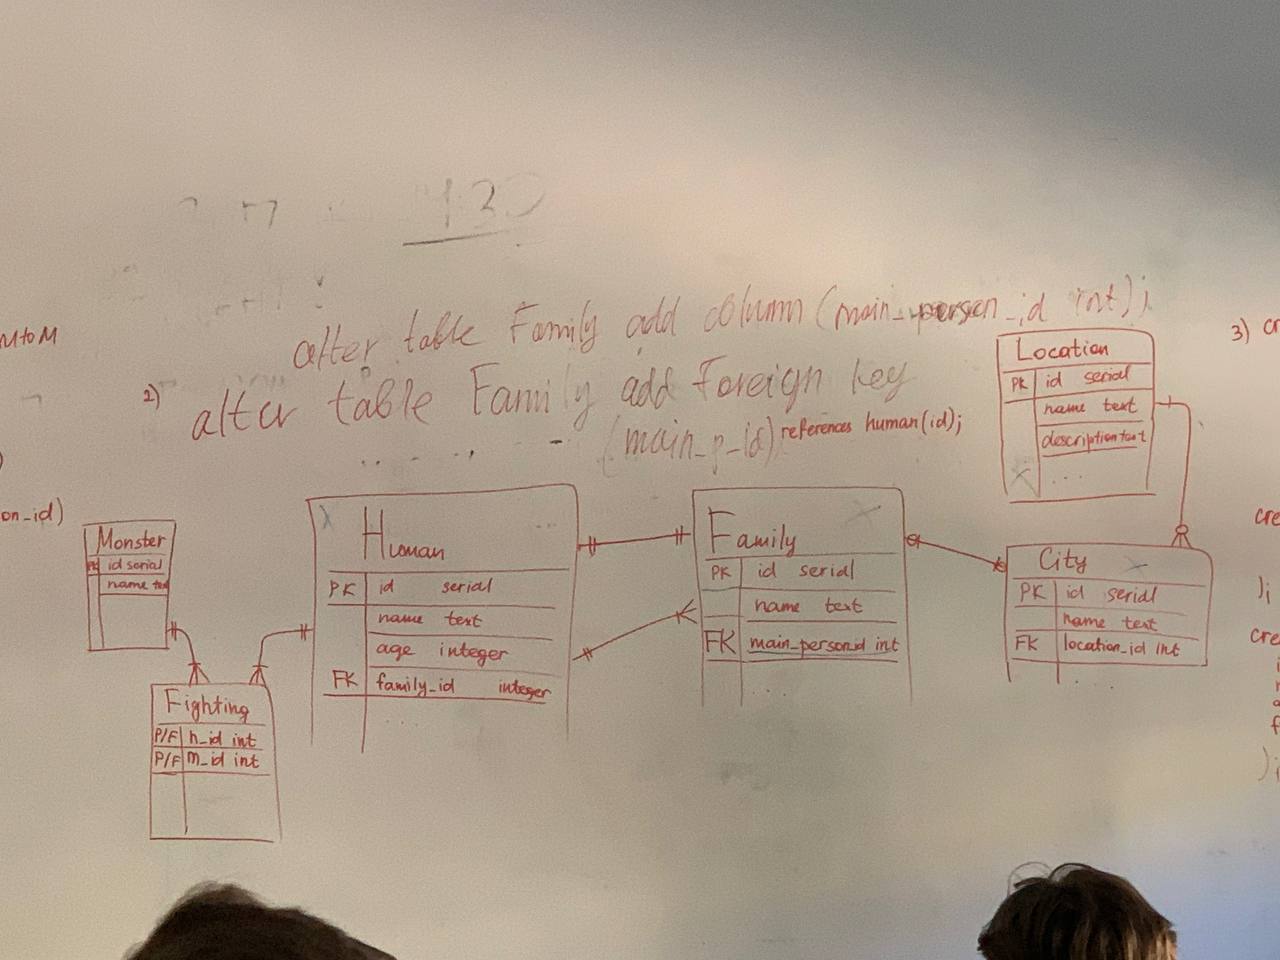 130
MtoM
alter table Family add column (main_person_id int);
2)
alter table Family add Foreign key
(main_p_id) references human(id);
on_id)
Monster
PK id serial
name text
Fighting
P/F h_id int
P/F m_id int
Human
PK id serial
name text
age integer
FK family_id integer
....
Family
PK id serial
name text
FK main_person_id int
...
Location
PK id serial
name text
description text
...
City
PK id serial
name text
FK location_id int
3) cr
cre
);
cre
f
);